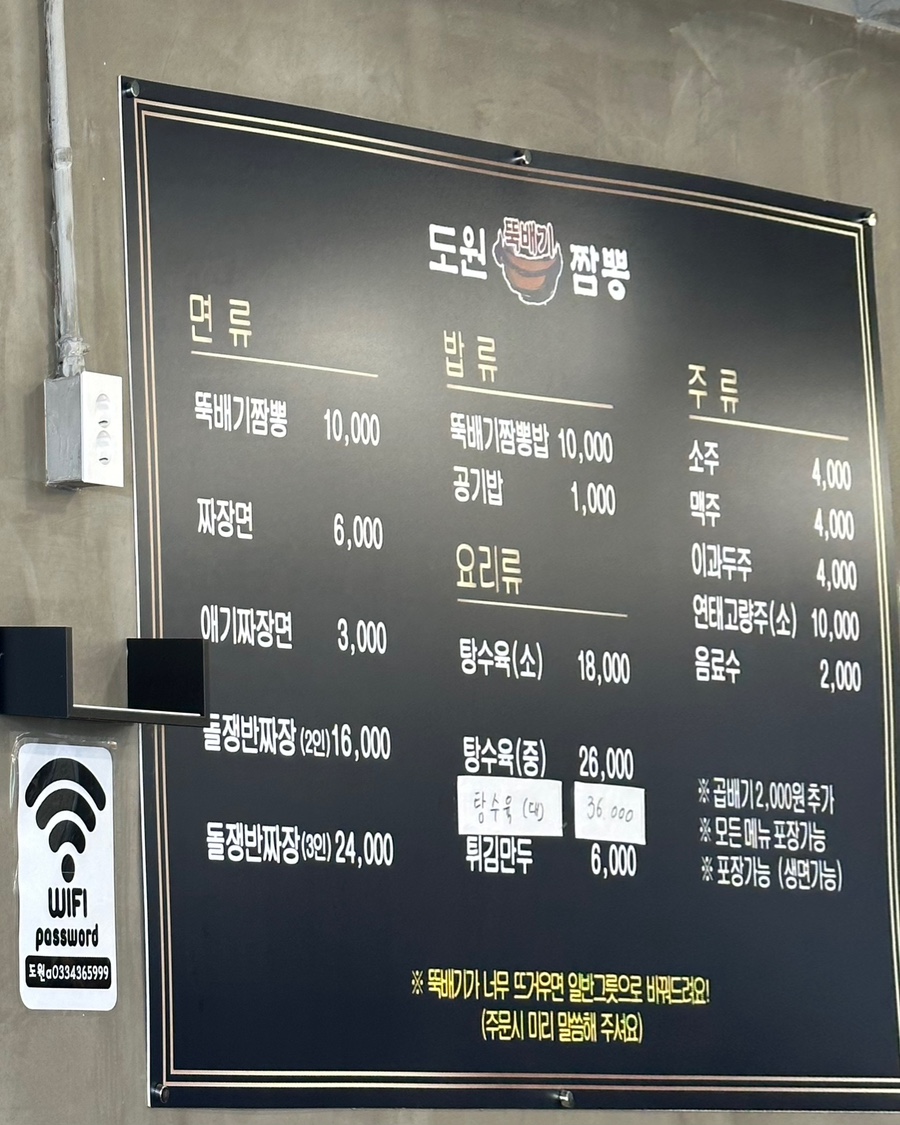 도원 뚝배기 짬뽕
면류
뚝배기짬뽕 10,000
짜장면 6,000
애기짜장면 3,000
돌쟁반짜장 (2인) 16,000
돌쟁반짜장 (3인) 24,000
밥류
뚝배기짬뽕밥 10,000
공기밥 1,000
요리류
탕수육(소) 18,000
탕수육(중) 26,000
탕수육 (대) 36.000
튀김만두 6,000
주류
소주 4,000
맥주 4,000
이과두주 4,000
연태고량주(소) 10,000
음료수 2,000
※ 곱배기 2,000원 추가
※ 모든 메뉴 포장가능
※ 포장가능 (생면가능)
※ 뚝배기가 너무 뜨거우면 일반그릇으로 바꿔드려요!
(주문시 미리 말씀해 주셔요)
WIFI
password
도원a0334365999